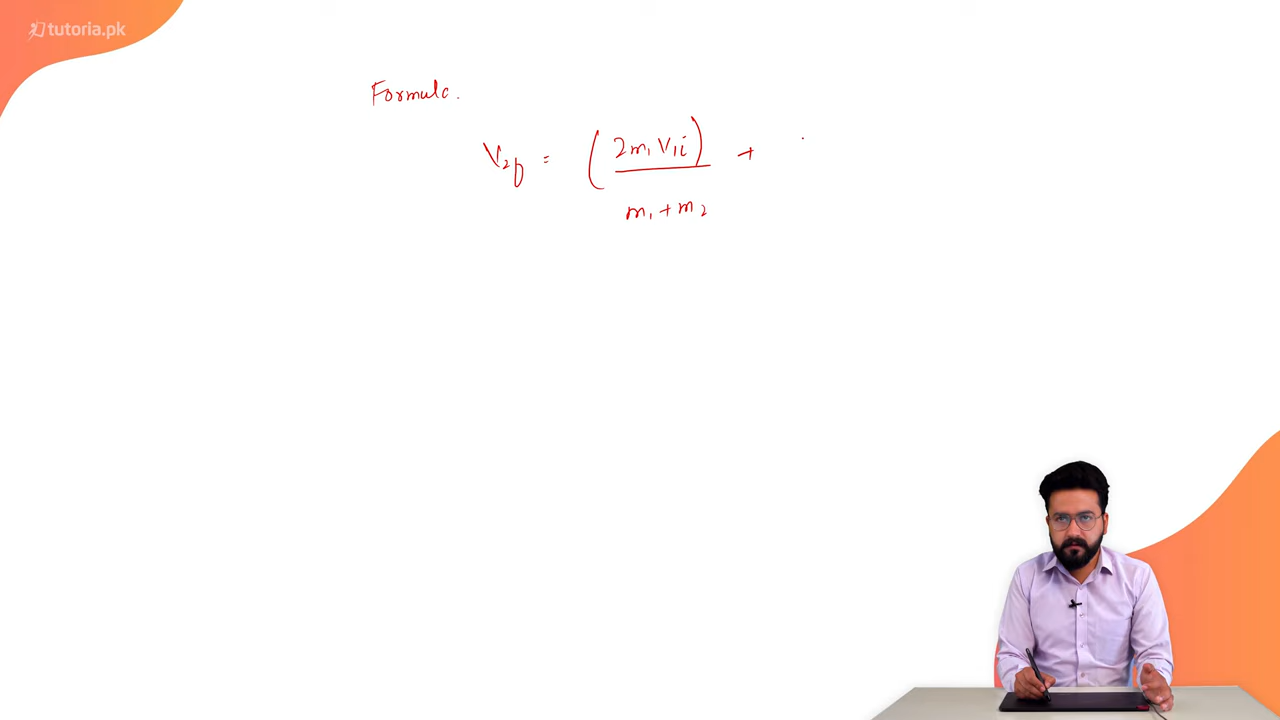 tutoria.pk
Formula.
V₂f = (2m₁V₁i) +
m₁+m₂